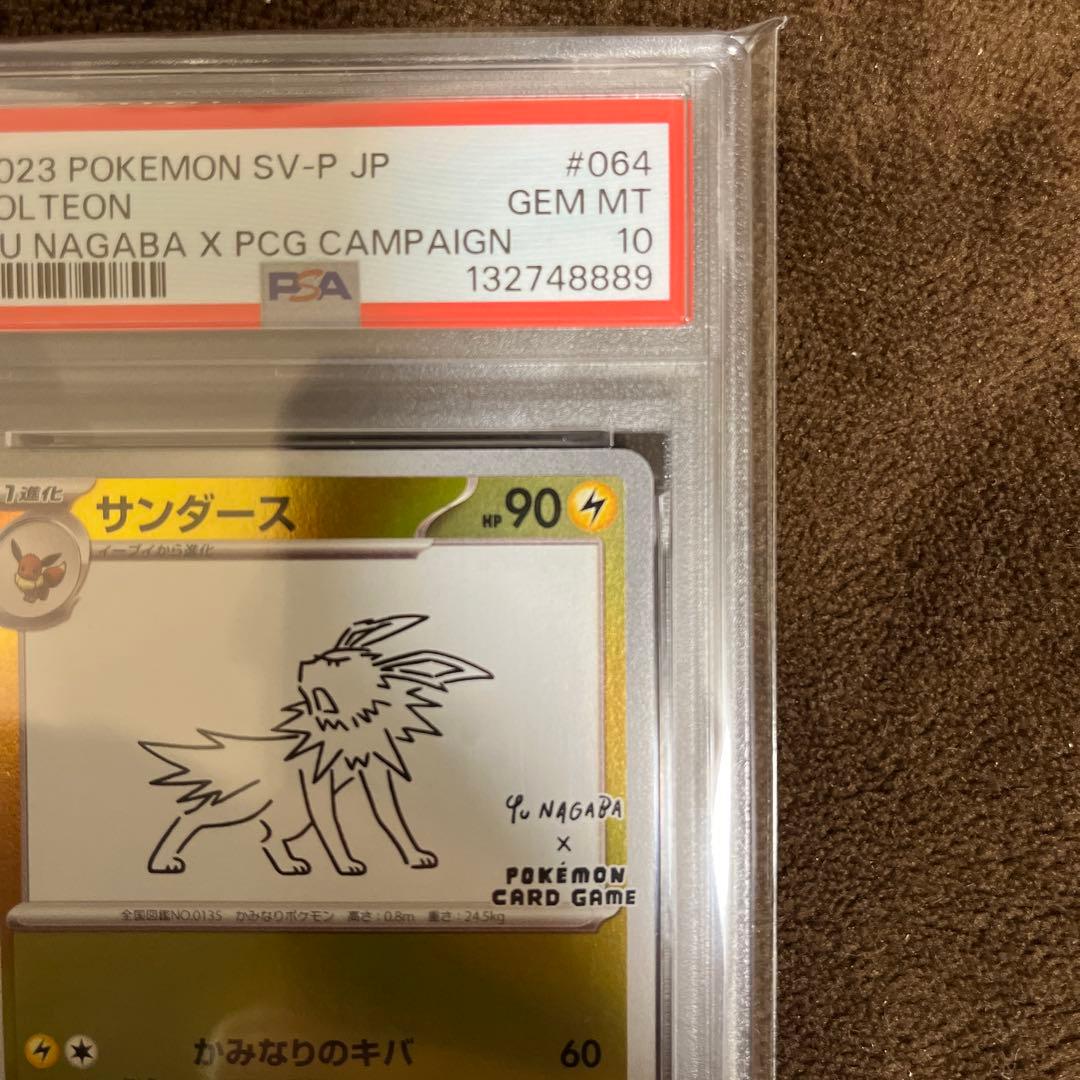 023 POKEMON SV-P JP #064
OLTEON GEM MT
U NAGABA X PCG CAMPAIGN 10
PSA 132748889
1進化 サンダース HP 90
イーブイから進化
Yu NAGABA
X
POKÉMON
CARD GAME
全国図鑑NO.0135 かみなりポケモン 高さ:0.8m 重さ:24.5kg
かみなりのキバ 60